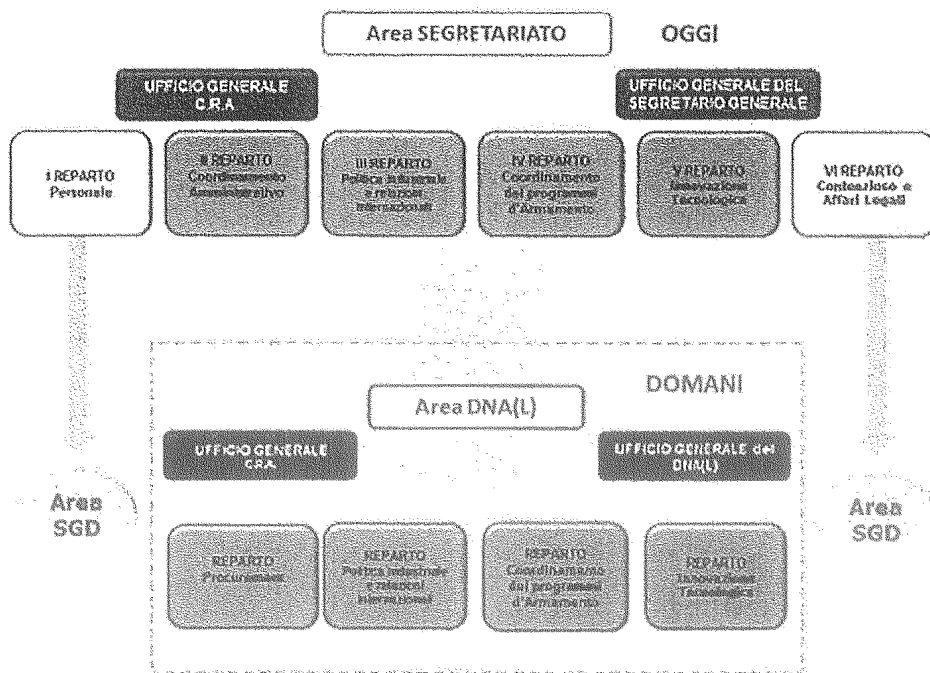 Area SEGRETARIATO
OGGI
UFFICIO GENERALE
C.R.A
UFFICIO GENERALE DEL
SEGRETARIO GENERALE
I REPARTO
Personale
II REPARTO
Coordinamento
Amministrativo
III REPARTO
Politica industriale
e relazioni
internazionali
IV REPARTO
Coordinamento
dei programmi
d'Armamento
V REPARTO
Innovazione
Tecnologica
VI REPARTO
Contenzioso e
Affari Legali
DOMANI
Area DNA(L)
UFFICIO GENERALE
C.R.A.
UFFICIO GENERALE del
DNA(L)
Area
SGD
Area
SGD
REPARTO
REPARTO
Politica industriale
e relazioni
internazionali
REPARTO
Coordinamento
dei programmi
d'Armamento
REPARTO
Innovazione
Tecnologica